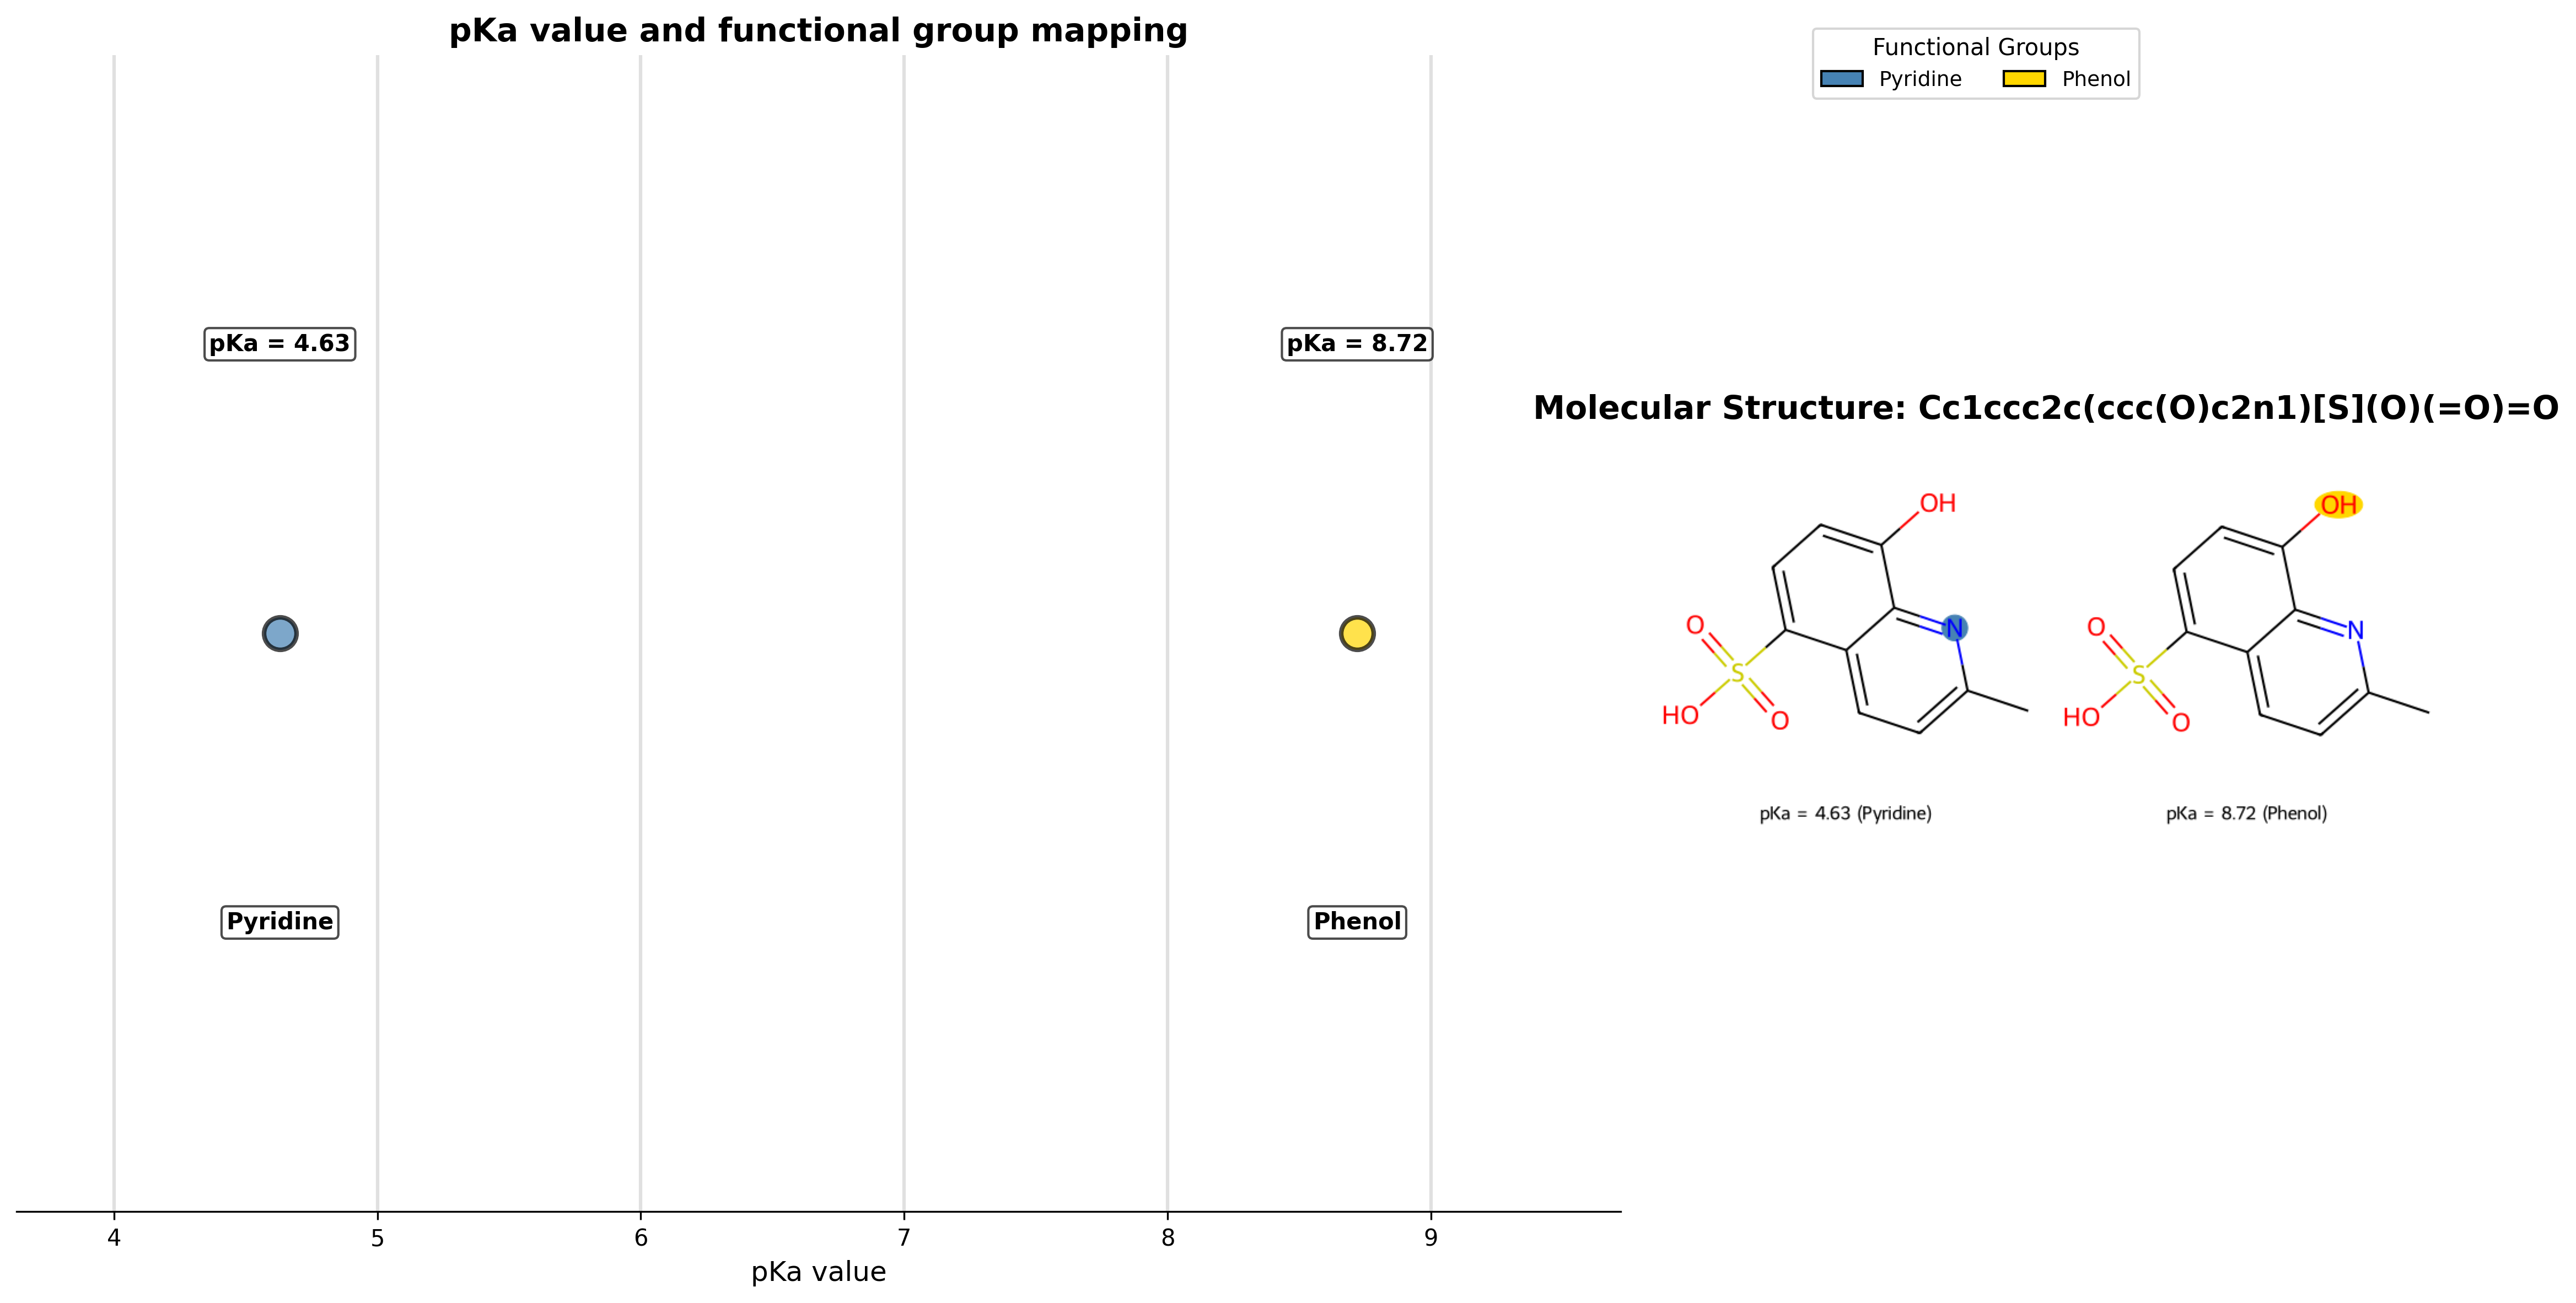 pKa value and functional group mapping
Functional Groups
Pyridine
Phenol
pKa = 4.63
pKa = 8.72
Molecular Structure: Cc1ccc2c(ccc(O)c2n1)[S](O)(=O)=O
OH
N
O
S
HO
O
pKa = 4.63 (Pyridine)
OH
N
O
S
HO
O
pKa = 8.72 (Phenol)
Pyridine
Phenol
4 5 6 7 8 9
pKa value